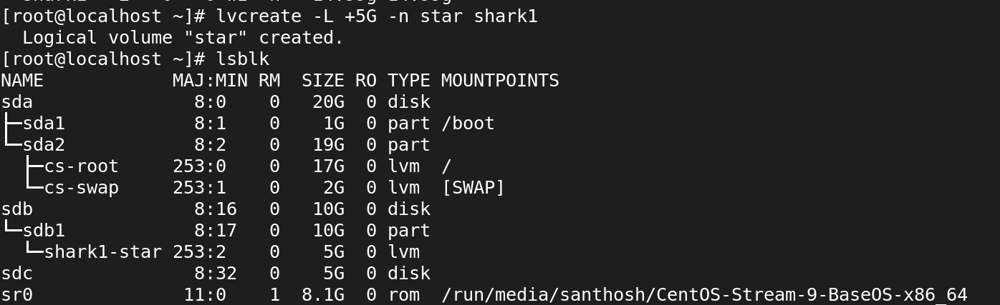 [root@localhost ~]# lvcreate -L +5G -n star shark1
  Logical volume "star" created.
[root@localhost ~]# lsblk
NAME            MAJ:MIN RM  SIZE RO TYPE MOUNTPOINTS
sda               8:0    0   20G  0 disk
├─sda1            8:1    0    1G  0 part /boot
└─sda2            8:2    0   19G  0 part
  ├─cs-root     253:0    0   17G  0 lvm  /
  └─cs-swap     253:1    0    2G  0 lvm  [SWAP]
sdb               8:16   0   10G  0 disk
└─sdb1            8:17   0   10G  0 part
  └─shark1-star 253:2    0    5G  0 lvm
sdc               8:32   0    5G  0 disk
sr0              11:0    1  8.1G  0 rom  /run/media/santhosh/CentOS-Stream-9-BaseOS-x86_64